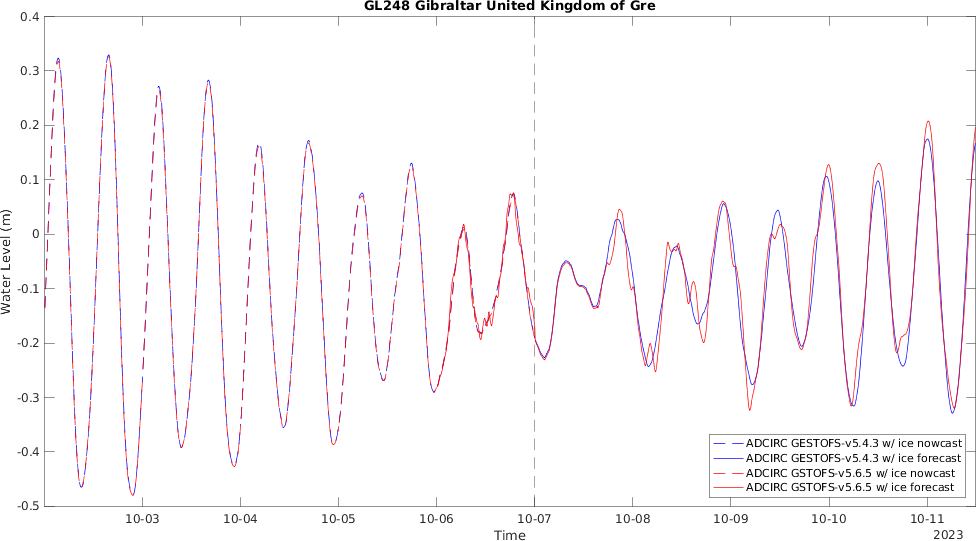 GL248 Gibraltar United Kingdom of Gre
0.4
0.3
0.2
0.1
0
-0.1
-0.2
-0.3
-0.4
-0.5
Water Level (m)
10-03 10-04 10-05 10-06 10-07 10-08 10-09 10-10 10-11
Time
2023
ADCIRC GESTOFS-v5.4.3 w/ ice nowcast
ADCIRC GESTOFS-v5.4.3 w/ ice forecast
ADCIRC GSTOFS-v5.6.5 w/ ice nowcast
ADCIRC GSTOFS-v5.6.5 w/ ice forecast